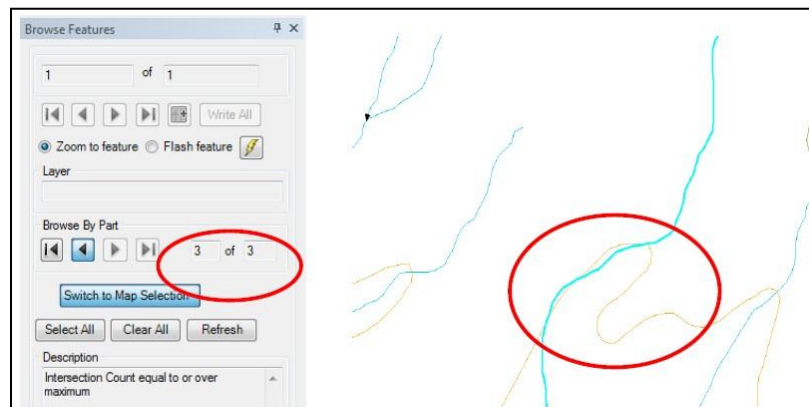 Browse Features
1 of 1
Write All
Zoom to feature Flash feature
Layer
Browse By Part
3 of 3
Switch to Map Selection
Select All Clear All Refresh
Description
Intersection Count equal to or over
maximum